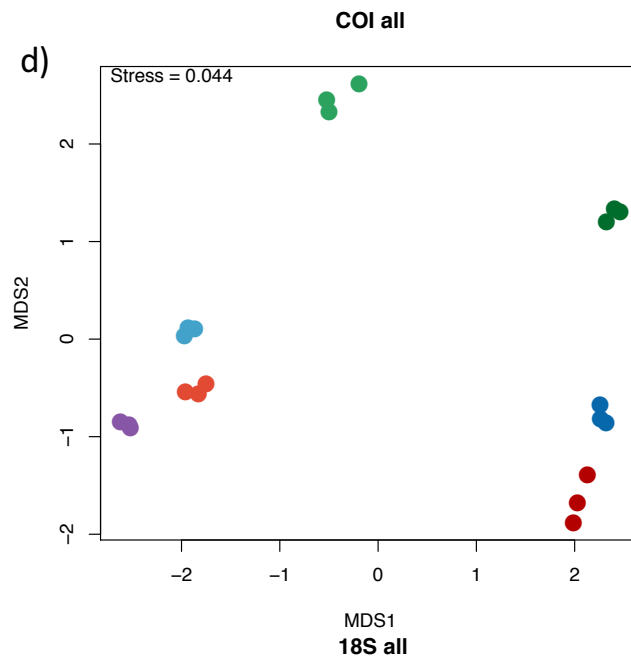 COI all
d)
Stress = 0.044
2
1
0
−1
−2
MDS2
−2 −1 0 1 2
MDS1
18S all